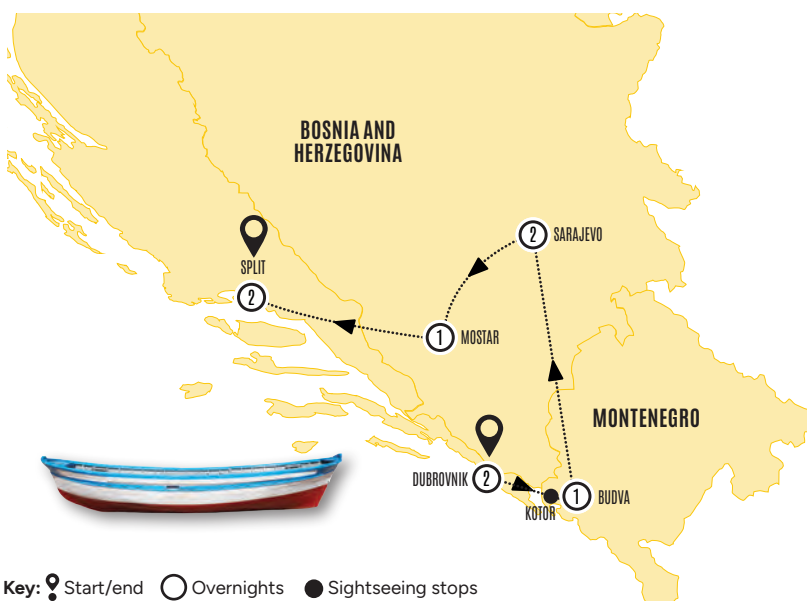 BOSNIA AND
HERZEGOVINA
2
SARAJEVO
SPLIT
2
1
MOSTAR
MONTENEGRO
DUBROVNIK
2
KOTOR
1
BUDVA
Key: Start/end Overnights Sightseeing stops